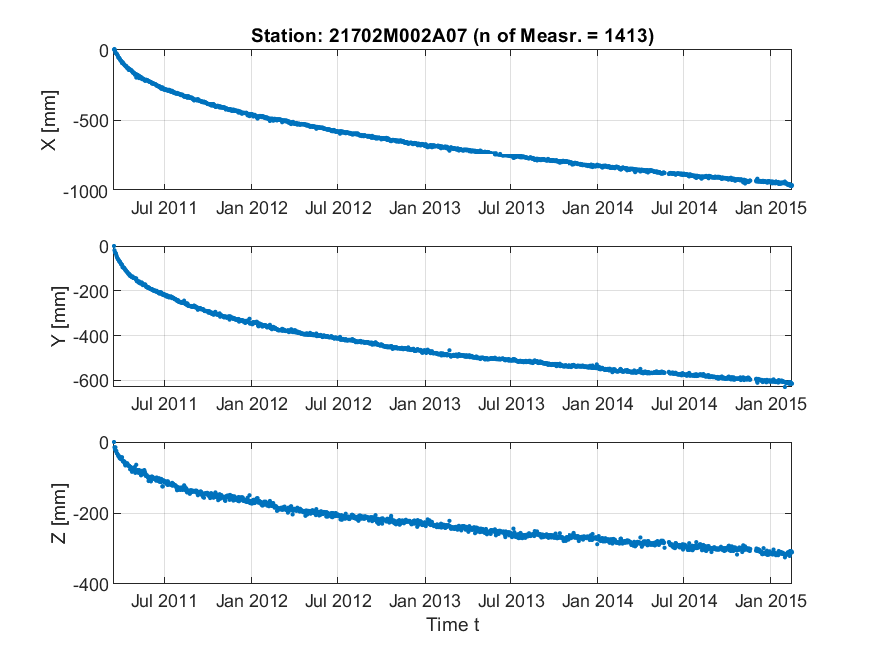 Station: 21702M002A07 (n of Measr. = 1413)
0
-500
-1000
X [mm]
Jul 2011 Jan 2012 Jul 2012 Jan 2013 Jul 2013 Jan 2014 Jul 2014 Jan 2015
0
-200
-400
-600
Y [mm]
Jul 2011 Jan 2012 Jul 2012 Jan 2013 Jul 2013 Jan 2014 Jul 2014 Jan 2015
0
-200
-400
Z [mm]
Jul 2011 Jan 2012 Jul 2012 Jan 2013 Jul 2013 Jan 2014 Jul 2014 Jan 2015
Time t